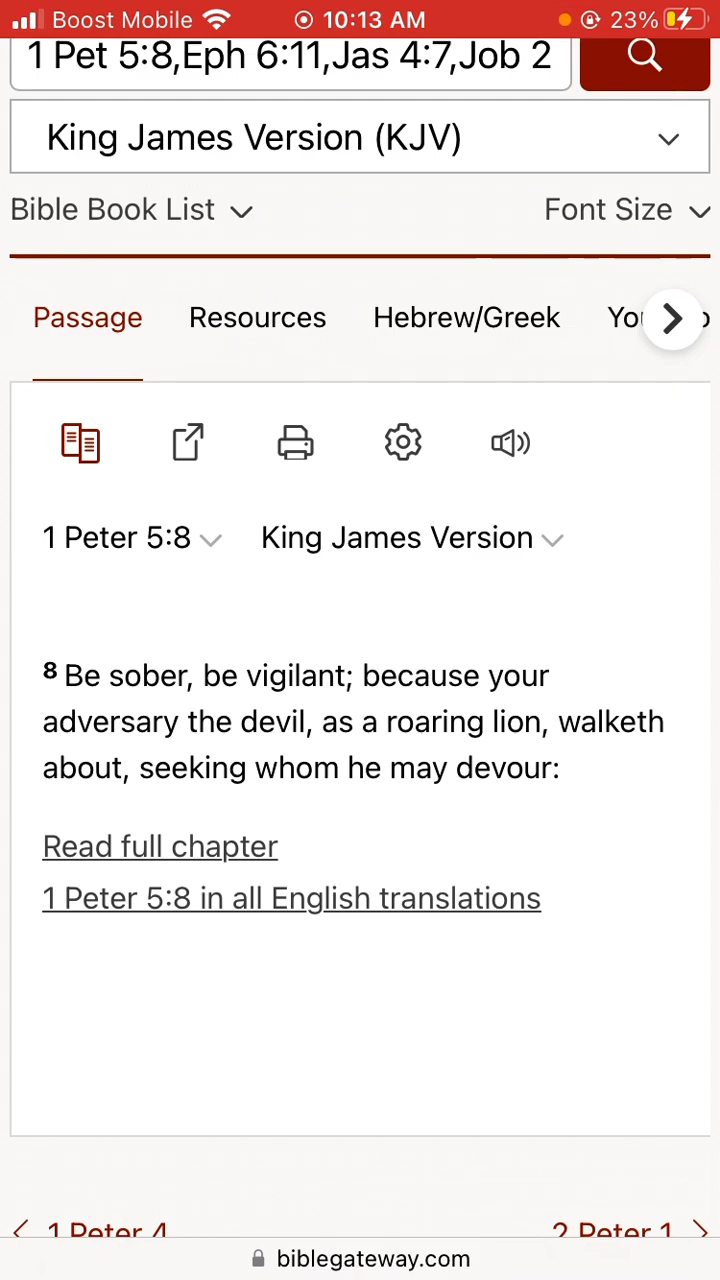 Boost Mobile 10:13 AM 23%
1 Pet 5:8,Eph 6:11,Jas 4:7,Job 2
King James Version (KJV)
Bible Book List Font Size
Passage Resources Hebrew/Greek
1 Peter 5:8 King James Version
8 Be sober, be vigilant; because your
adversary the devil, as a roaring lion, walketh
about, seeking whom he may devour:
Read full chapter
1 Peter 5:8 in all English translations
1 Peter 4 2 Peter 1
biblegateway.com